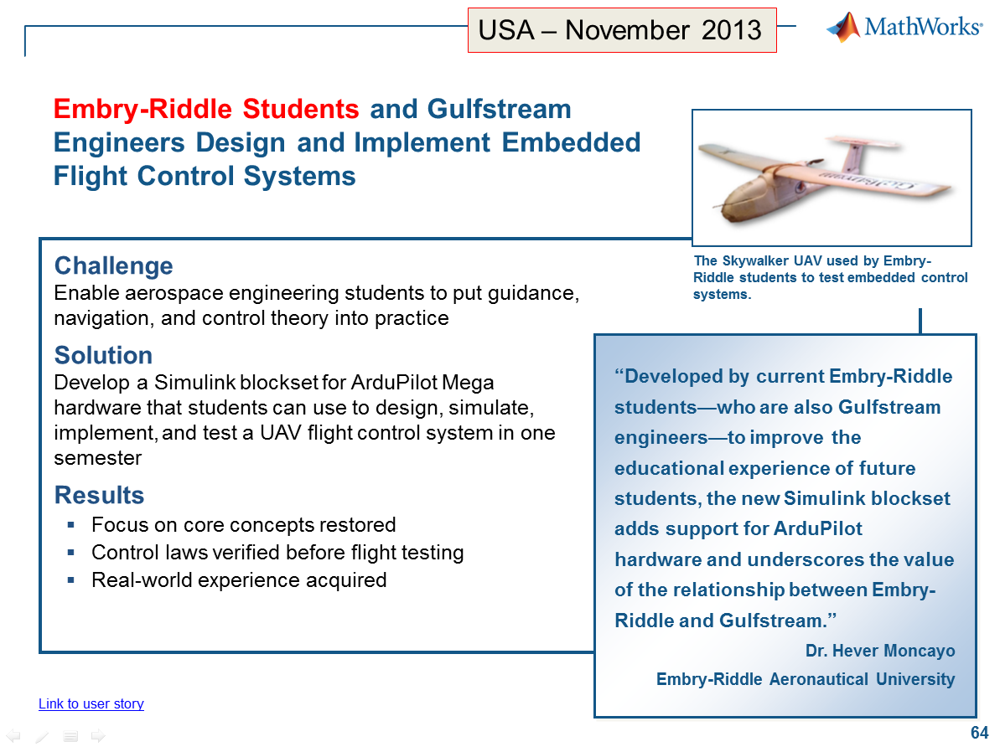 USA – November 2013
MathWorks®
Embry-Riddle Students and Gulfstream
Engineers Design and Implement Embedded
Flight Control Systems
Gulfstream
The Skywalker UAV used by Embry-
Riddle students to test embedded control
systems.
Challenge
Enable aerospace engineering students to put guidance,
navigation, and control theory into practice
Solution
Develop a Simulink blockset for ArduPilot Mega
hardware that students can use to design, simulate,
implement, and test a UAV flight control system in one
semester
Results
▪ Focus on core concepts restored
▪ Control laws verified before flight testing
▪ Real-world experience acquired
“Developed by current Embry-Riddle
students—who are also Gulfstream
engineers—to improve the
educational experience of future
students, the new Simulink blockset
adds support for ArduPilot
hardware and underscores the value
of the relationship between Embry-
Riddle and Gulfstream.”
Dr. Hever Moncayo
Embry-Riddle Aeronautical University
Link to user story
64